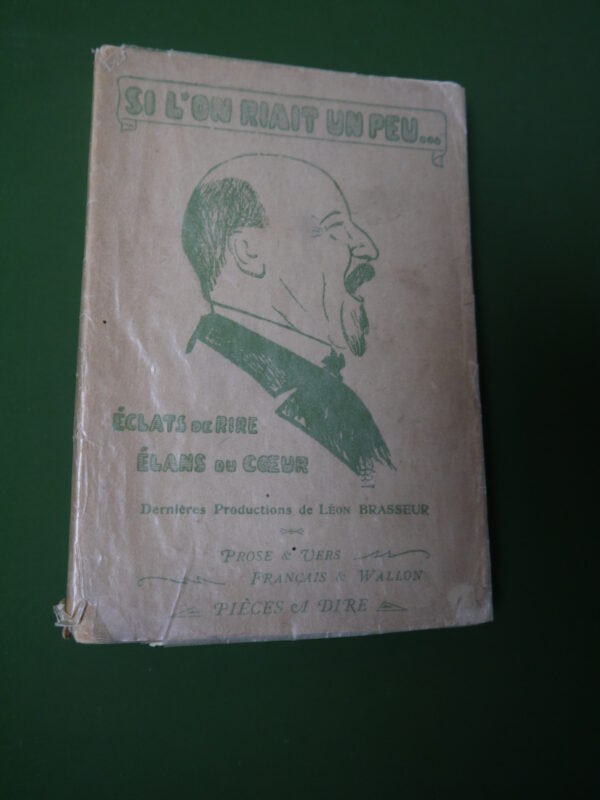 SI L'ON RIAIT UN PEU...
ÉCLATS DE RIRE
ÉLANS DU CŒUR
Dernières Productions de LÉON BRASSEUR
PROSE & VERS
FRANÇAIS & WALLON
PIÈCES A DIRE